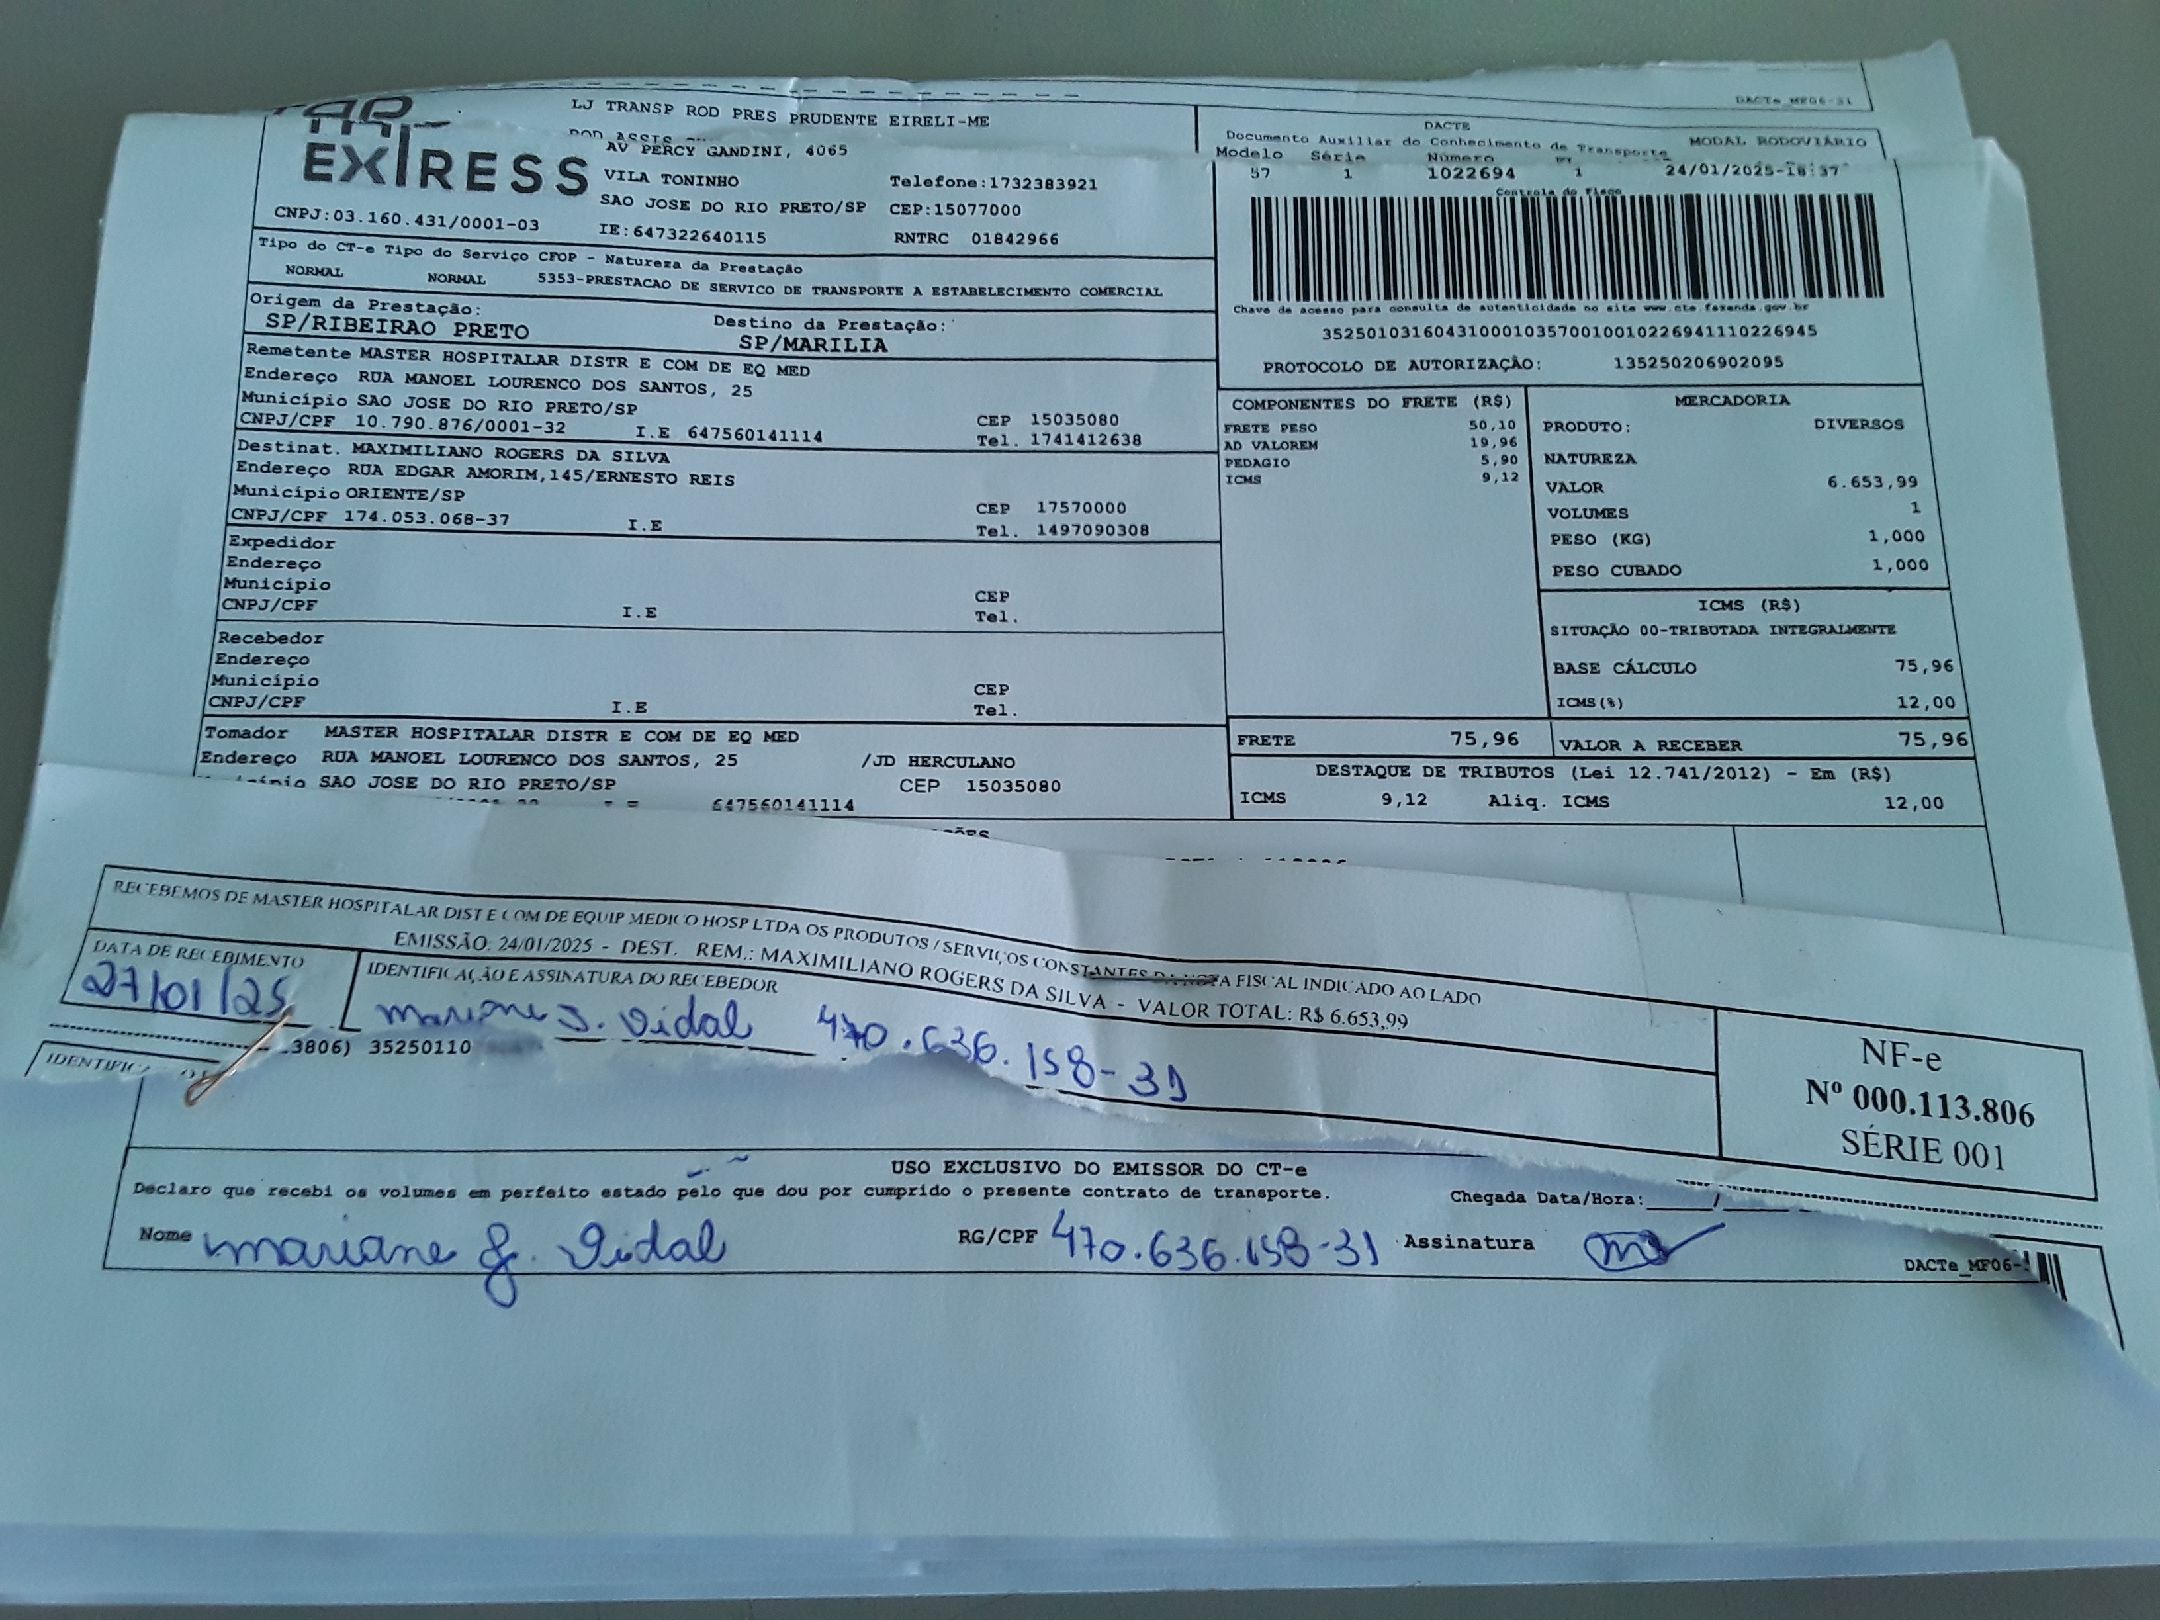 DACTe_MF06-31
LJ TRANSP ROD PRES PRUDENTE EIRELI-ME
ROD ASSIS
AV PERCY GANDINI, 4065
EXPRESS
VILA TONINHO Telefone:1732383921
SAO JOSE DO RIO PRETO/SP CEP:15077000
CNPJ:03.160.431/0001-03 IE:647322640115 RNTRC 01842966
DACTE
Documento Auxiliar do Conhecimento de Transporte MODAL RODOVIÁRIO
Modelo Série Número
57 1 1022694 1 24/01/2025-18:37
Controle do Fisco
Chave de acesso para consulta de autenticidade no site www.cte.fazenda.gov.br
35250103160431000103570010010226941110226945
PROTOCOLO DE AUTORIZAÇÃO: 135250206902095
Tipo do CT-e Tipo do Serviço CFOP - Natureza da Prestação
NORMAL NORMAL 5353-PRESTACAO DE SERVICO DE TRANSPORTE A ESTABELECIMENTO COMERCIAL
Origem da Prestação: Destino da Prestação:
SP/RIBEIRAO PRETO SP/MARILIA
Remetente MASTER HOSPITALAR DISTR E COM DE EQ MED
Endereço RUA MANOEL LOURENCO DOS SANTOS, 25
Município SAO JOSE DO RIO PRETO/SP CEP 15035080
CNPJ/CPF 10.790.876/0001-32 I.E 647560141114 Tel. 1741412638
Destinat. MAXIMILIANO ROGERS DA SILVA
Endereço RUA EDGAR AMORIM,145/ERNESTO REIS
Município ORIENTE/SP CEP 17570000
CNPJ/CPF 174.053.068-37 I.E Tel. 1497090308
Expedidor
Endereço
Município CEP
CNPJ/CPF I.E Tel.
Recebedor
Endereço
Município CEP
CNPJ/CPF I.E Tel.
Tomador MASTER HOSPITALAR DISTR E COM DE EQ MED
Endereço RUA MANOEL LOURENCO DOS SANTOS, 25 /JD HERCULANO
SAO JOSE DO RIO PRETO/SP CEP 15035080
647560141114
COMPONENTES DO FRETE (R$)
FRETE PESO 50,10
AD VALOREM 19,96
PEDAGIO 5,90
ICMS 9,12
MERCADORIA
PRODUTO: DIVERSOS
NATUREZA
VALOR 6.653,99
VOLUMES 1
PESO (KG) 1,000
PESO CUBADO 1,000
ICMS (R$)
SITUAÇÃO 00-TRIBUTADA INTEGRALMENTE
BASE CÁLCULO 75,96
ICMS(%) 12,00
FRETE 75,96 VALOR A RECEBER 75,96
DESTAQUE DE TRIBUTOS (Lei 12.741/2012) - Em (R$)
ICMS 9,12 Aliq. ICMS 12,00
RECEBEMOS DE MASTER HOSPITALAR DIST E COM DE EQUIP MEDICO HOSP LTDA OS PRODUTOS / SERVIÇOS CONSTANTES DA NOTA FISCAL INDICADO AO LADO
EMISSÃO: 24/01/2025 - DEST. REM.: MAXIMILIANO ROGERS DA SILVA - VALOR TOTAL: R$ 6.653,99
DATA DE RECEBIMENTO IDENTIFICAÇÃO E ASSINATURA DO RECEBEDOR
27/01/25 mariane J. Vidal 470.636.158-31
NF-e
Nº 000.113.806
SÉRIE 001
3806) 35250110
USO EXCLUSIVO DO EMISSOR DO CT-e
Declaro que recebi os volumes em perfeito estado pelo que dou por cumprido o presente contrato de transporte. Chegada Data/Hora:_____/
Nome mariane J. Vidal RG/CPF 470.636.158-31 Assinatura
DACTe_MF06-